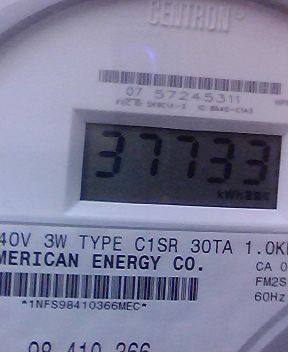 CENTRON®
07 57245311
37733
kWh
40V 3W TYPE C1SR 30TA 1.0K
MERICAN ENERGY CO.
CA 0
FM2S
*1NFS98410366MEC*
60Hz
98 410 366